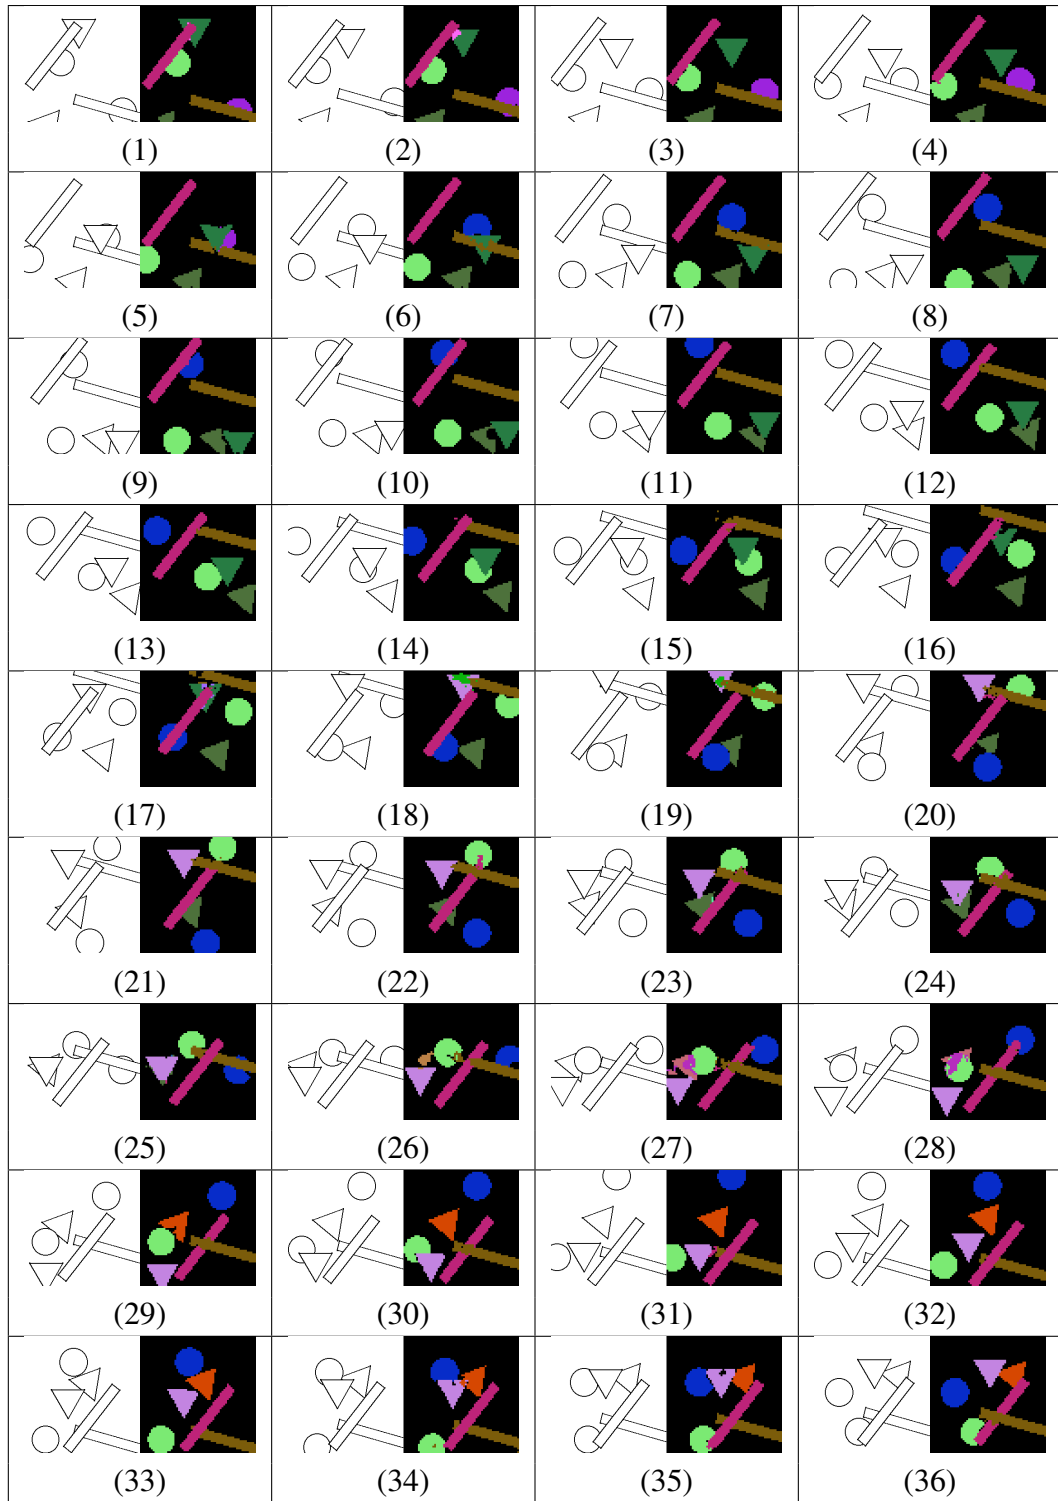 (1) (2) (3) (4)
(5) (6) (7) (8)
(9) (10) (11) (12)
(13) (14) (15) (16)
(17) (18) (19) (20)
(21) (22) (23) (24)
(25) (26) (27) (28)
(29) (30) (31) (32)
(33) (34) (35) (36)